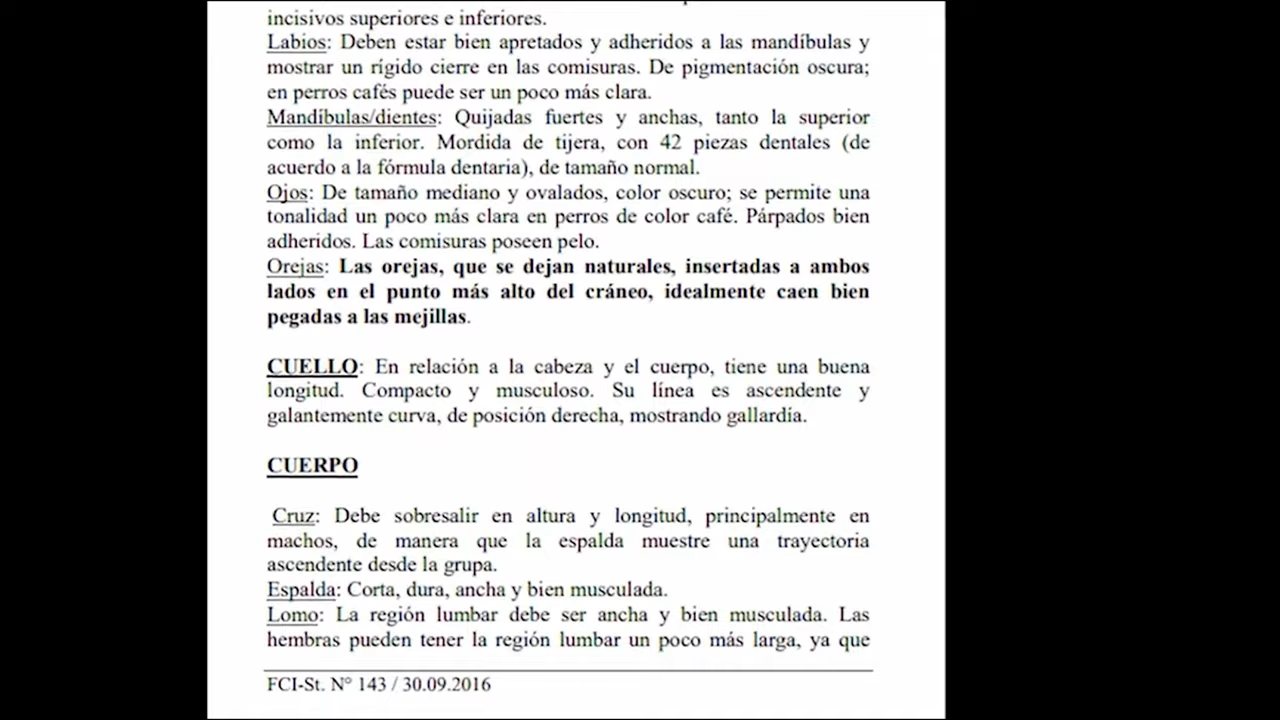 incisivos superiores e inferiores.
Labios: Deben estar bien apretados y adheridos a las mandíbulas y
mostrar un rígido cierre en las comisuras. De pigmentación oscura;
en perros cafés puede ser un poco más clara.
Mandíbulas/dientes: Quijadas fuertes y anchas, tanto la superior
como la inferior. Mordida de tijera, con 42 piezas dentales (de
acuerdo a la fórmula dentaria), de tamaño normal.
Ojos: De tamaño mediano y ovalados, color oscuro; se permite una
tonalidad un poco más clara en perros de color café. Párpados bien
adheridos. Las comisuras poseen pelo.
Orejas: Las orejas, que se dejan naturales, insertadas a ambos
lados en el punto más alto del cráneo, idealmente caen bien
pegadas a las mejillas.
CUELLO: En relación a la cabeza y el cuerpo, tiene una buena
longitud. Compacto y musculoso. Su línea es ascendente y
galantemente curva, de posición derecha, mostrando gallardía.
CUERPO
Cruz: Debe sobresalir en altura y longitud, principalmente en
machos, de manera que la espalda muestre una trayectoria
ascendente desde la grupa.
Espalda: Corta, dura, ancha y bien musculada.
Lomo: La región lumbar debe ser ancha y bien musculada. Las
hembras pueden tener la región lumbar un poco más larga, ya que
FCI-St. N° 143 / 30.09.2016